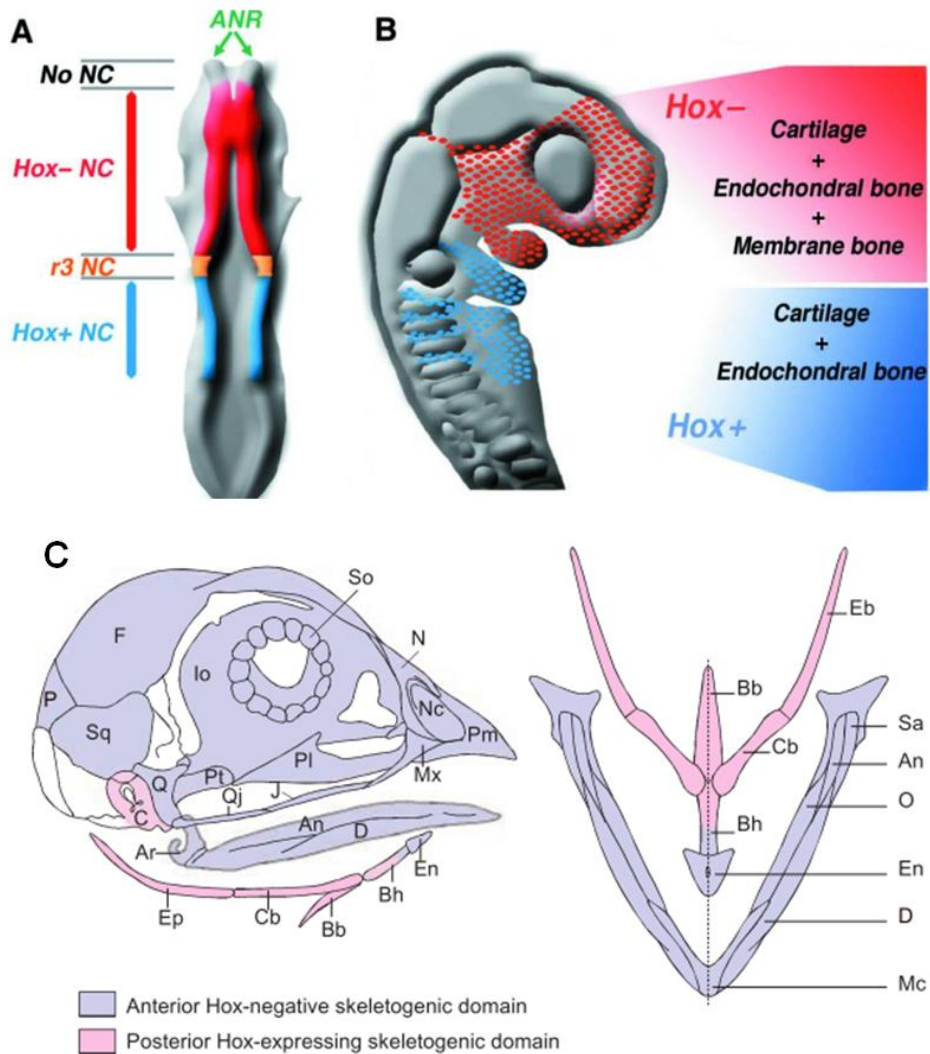 A
ANR
No NC
Hox– NC
r3 NC
Hox+ NC
B
Hox–
Cartilage
+
Endochondral bone
+
Membrane bone
Cartilage
+
Endochondral bone
Hox+
C
So
F
N
Io
P
Nc
Sq
Pm
Pl
Mx
Pt
Q
J
Qj
C
An
D
Ar
En
Bh
Ep
Cb
Bb
Eb
Bb
Sa
Cb
An
O
Bh
En
D
Mc
Anterior Hox-negative skeletogenic domain
Posterior Hox-expressing skeletogenic domain